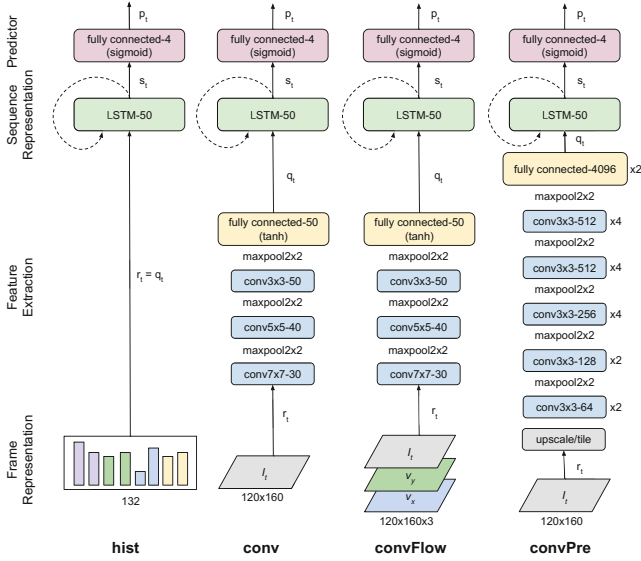 Predictor
Sequence
Representation
Feature
Extraction
Frame
Representation
p_t
fully connected-4
(sigmoid)
s_t
LSTM-50
r_t = q_t
132
hist
p_t
fully connected-4
(sigmoid)
s_t
LSTM-50
q_t
fully connected-50
(tanh)
maxpool2x2
conv3x3-50
maxpool2x2
conv5x5-40
maxpool2x2
conv7x7-30
r_t
I_t
120x160
conv
p_t
fully connected-4
(sigmoid)
s_t
LSTM-50
q_t
fully connected-50
(tanh)
maxpool2x2
conv3x3-50
maxpool2x2
conv5x5-40
maxpool2x2
conv7x7-30
r_t
I_t
v_y
v_x
120x160x3
convFlow
p_t
fully connected-4
(sigmoid)
s_t
LSTM-50
q_t
fully connected-4096 x2
maxpool2x2
conv3x3-512 x4
maxpool2x2
conv3x3-512 x4
maxpool2x2
conv3x3-256 x4
maxpool2x2
conv3x3-128 x2
maxpool2x2
conv3x3-64 x2
upscale/tile
r_t
I_t
120x160
convPre